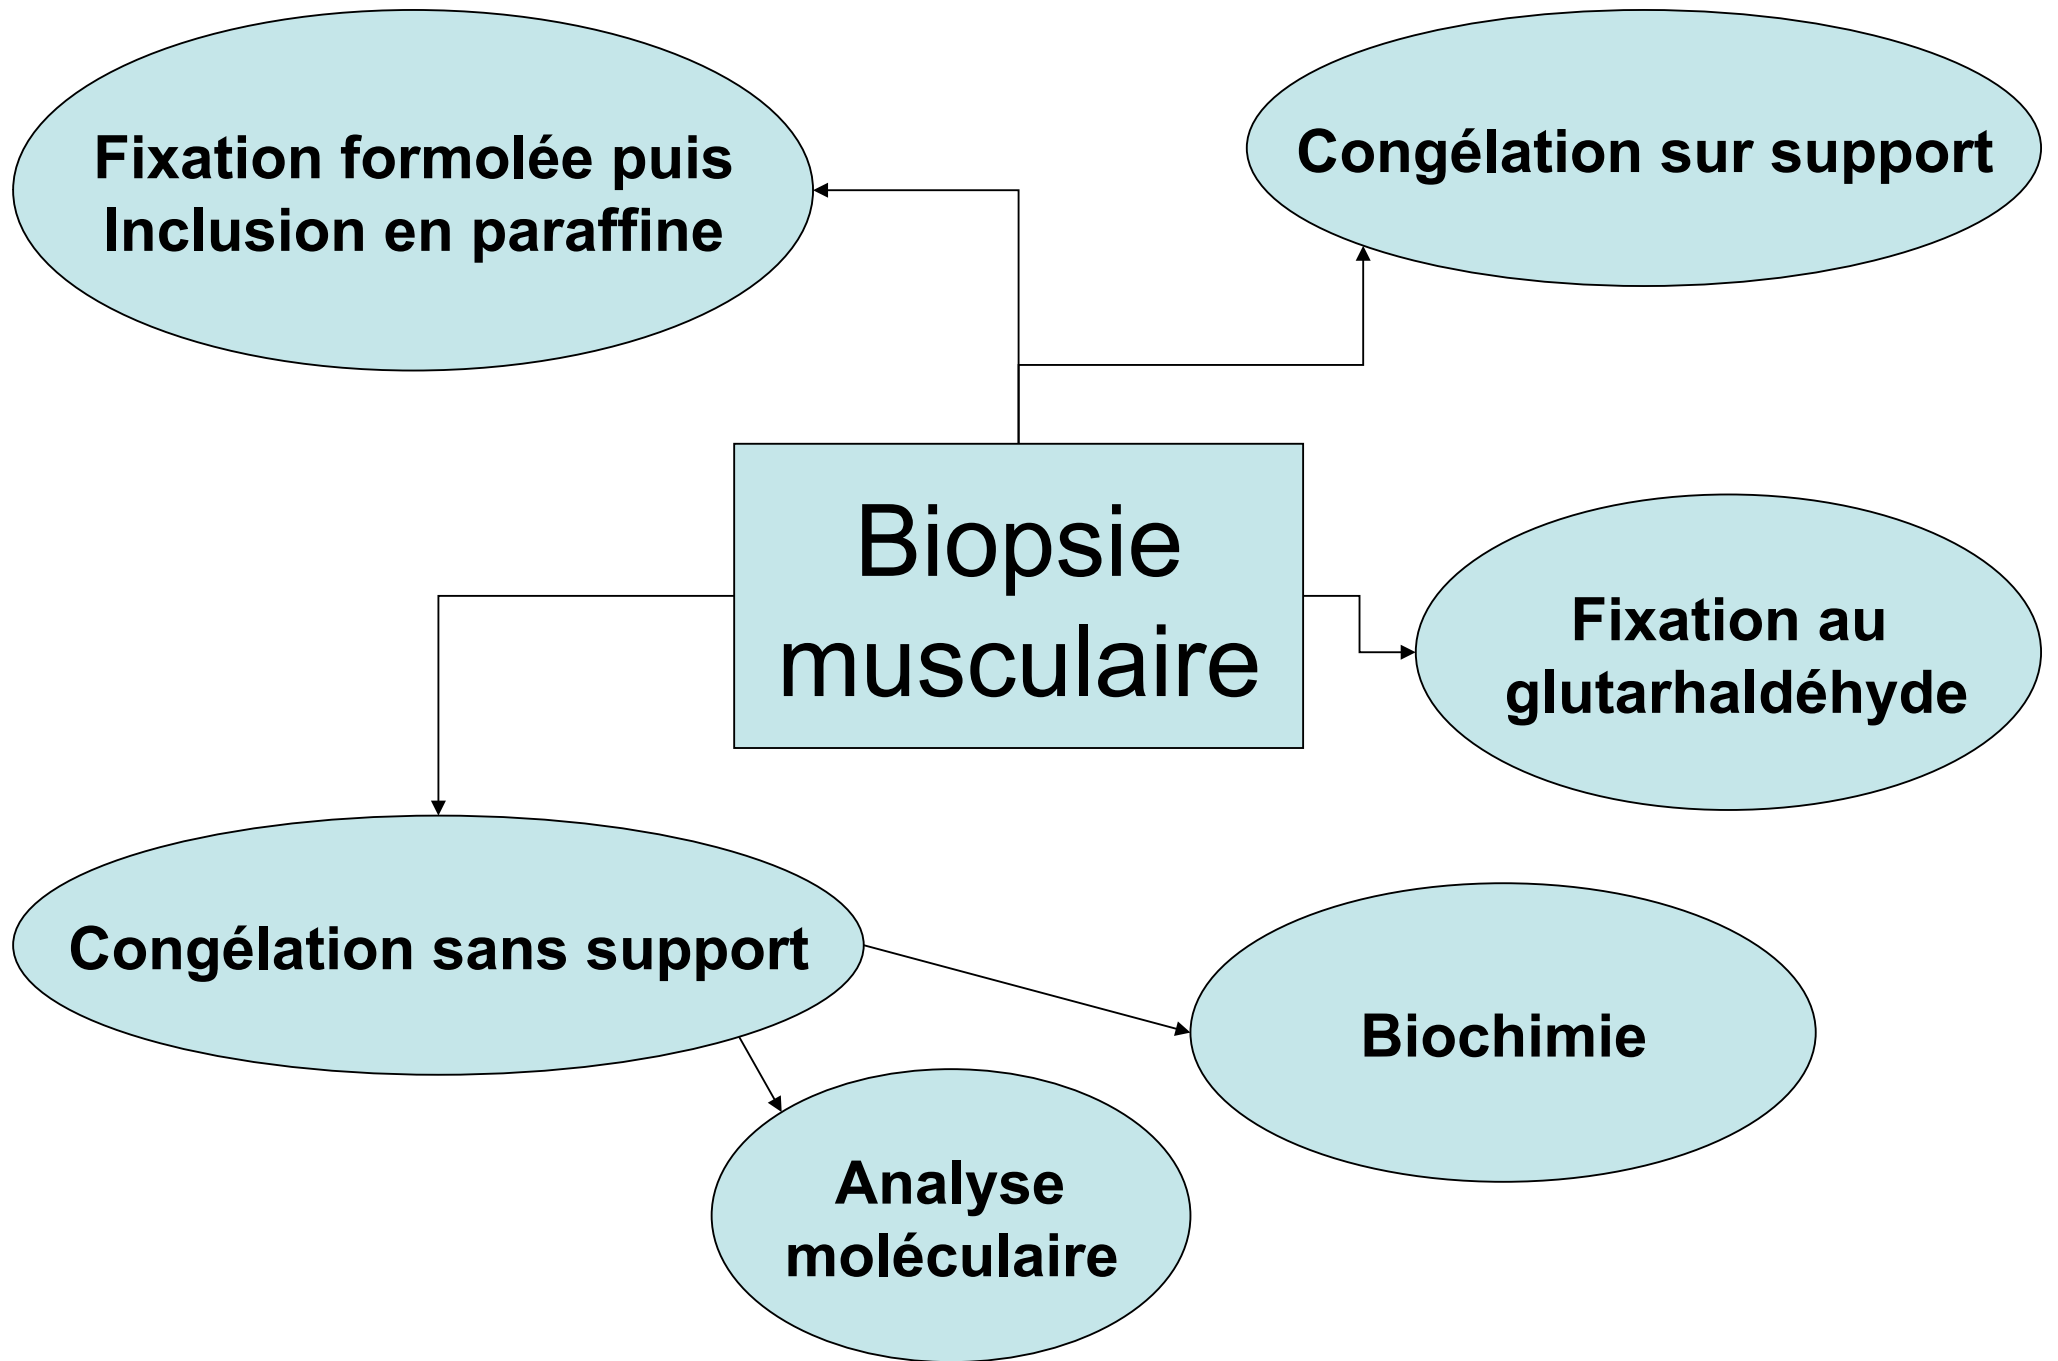 Fixation formolée puis
Inclusion en paraffine
Congélation sur support
Biopsie
musculaire
Fixation au
glutarhaldéhyde
Congélation sans support
Biochimie
Analyse
moléculaire